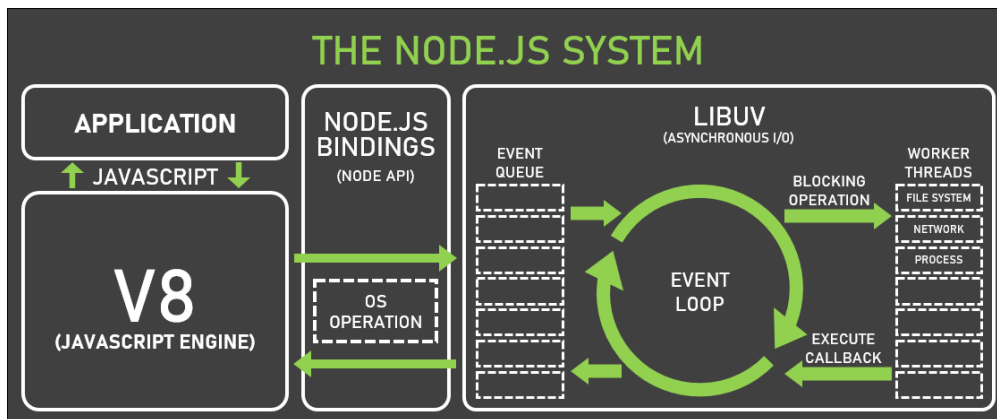 THE NODE.JS SYSTEM
APPLICATION
JAVASCRIPT
V8
(JAVASCRIPT ENGINE)
NODE.JS
BINDINGS
(NODE API)
OS
OPERATION
LIBUV
(ASYNCHRONOUS I/O)
EVENT
QUEUE
EVENT
LOOP
BLOCKING
OPERATION
EXECUTE
CALLBACK
WORKER
THREADS
FILE SYSTEM
NETWORK
PROCESS